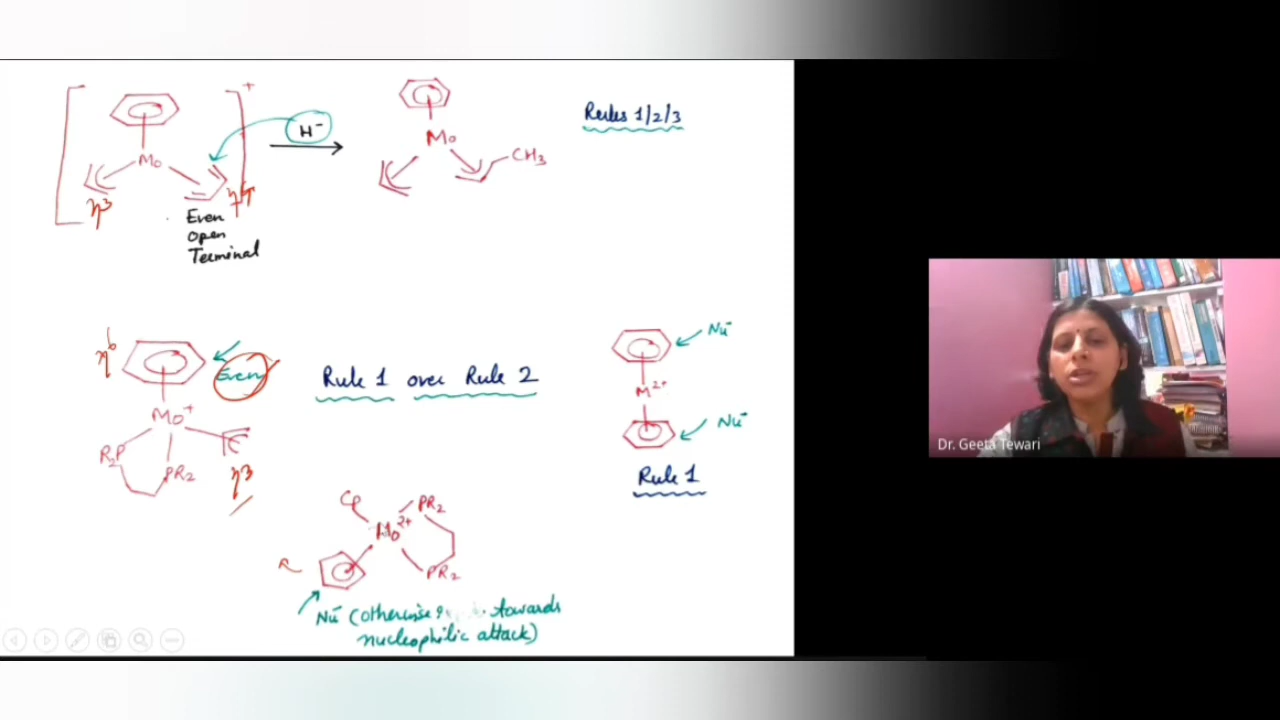 +
H⁻
Rules 1/2/3
Mo
Mo
CH₃
η³
η⁴
Even
Open
Terminal
η⁶
Even
Rule 1 over Rule 2
Nu⁻
Mo⁺
M²⁺
R₂P
PR₂
η³
Nu⁻
Rule 1
Cp
PR₂
Mo²⁺
PR₂
Nu⁻ (otherwise towards
nucleophilic attack)
Dr. Geeta Tewari